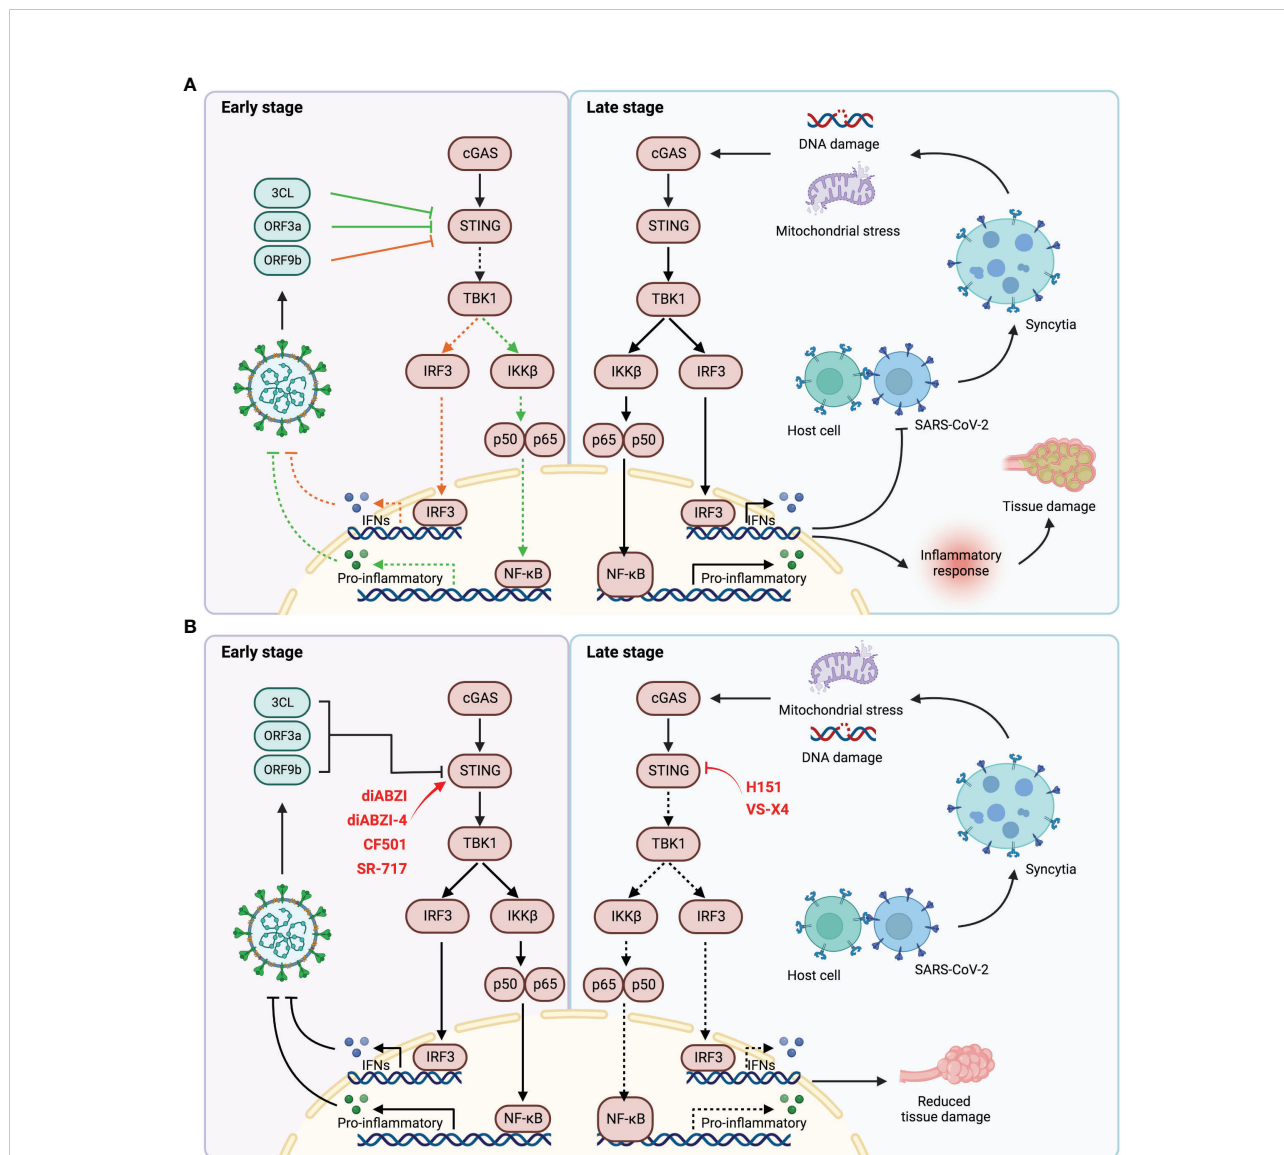 A
Early stage
cGAS
3CL
ORF3a
ORF9b
STING
TBK1
IRF3
IKKβ
p50
p65
IRF3
IFNs
Pro-inflammatory
NF-κB
Late stage
cGAS
DNA damage
Mitochondrial stress
STING
TBK1
Syncytia
IKKβ
IRF3
Host cell
SARS-CoV-2
p65
p50
IRF3
IFNs
Tissue damage
Inflammatory
response
NF-κB
Pro-inflammatory
B
Early stage
3CL
ORF3a
ORF9b
cGAS
STING
diABZI
diABZI-4
CF501
SR-717
TBK1
IRF3
IKKβ
p50
p65
IRF3
IFNs
Pro-inflammatory
NF-κB
Late stage
cGAS
Mitochondrial stress
DNA damage
STING
H151
VS-X4
TBK1
Syncytia
IKKβ
IRF3
Host cell
SARS-CoV-2
p65
p50
IRF3
IFNs
Reduced
tissue damage
NF-κB
Pro-inflammatory